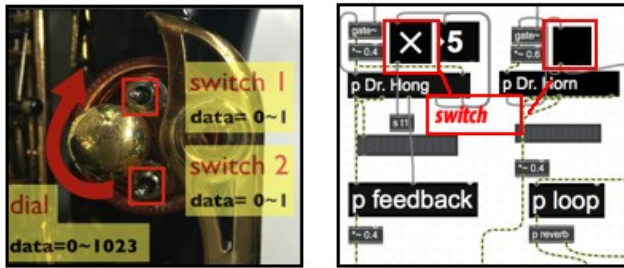 switch 1
data= 0~1
switch 2
data= 0~1
dial
data=0~1023
gate~
*~ 0.4
5
gate~
*~ 0.6
p Dr. Hong
p Dr. Horn
switch
s t1
*~ 0.4
p feedback
p loop
*~ 0.4
p reverb